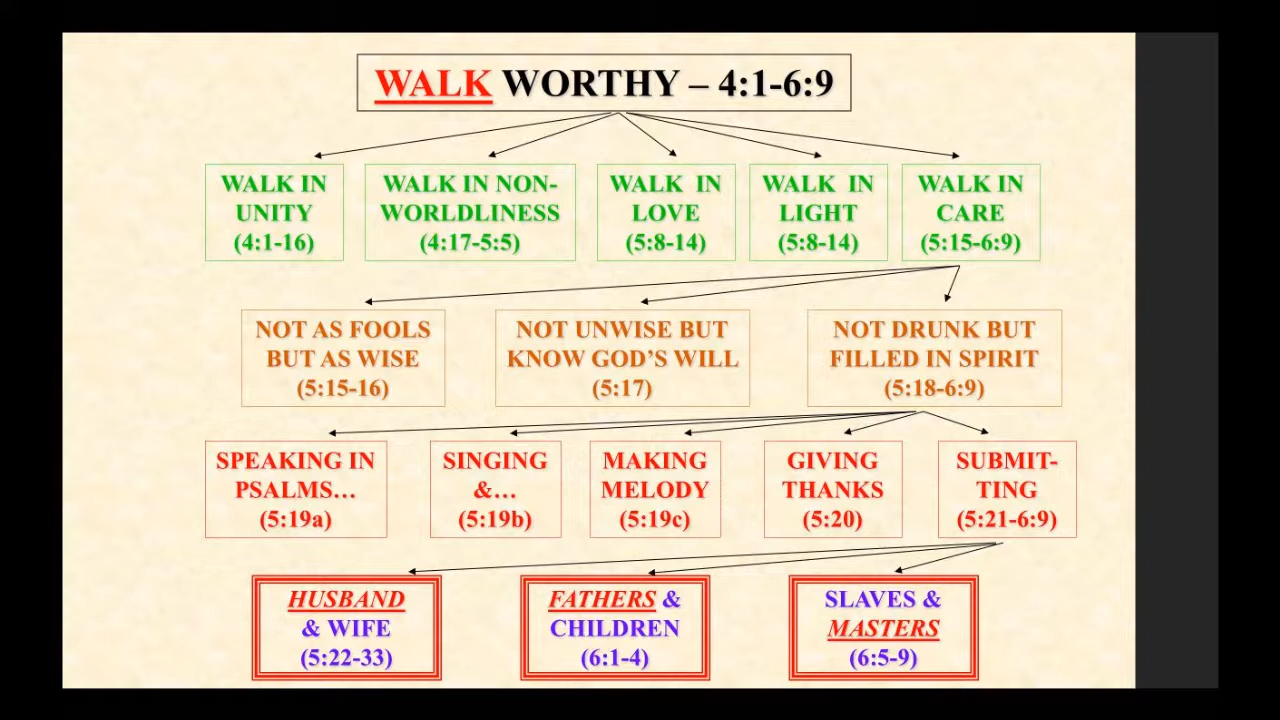 WALK WORTHY – 4:1-6:9
WALK IN
UNITY
(4:1-16)
WALK IN NON-
WORLDLINESS
(4:17-5:5)
WALK IN
LOVE
(5:8-14)
WALK IN
LIGHT
(5:8-14)
WALK IN
CARE
(5:15-6:9)
NOT AS FOOLS
BUT AS WISE
(5:15-16)
NOT UNWISE BUT
KNOW GOD’S WILL
(5:17)
NOT DRUNK BUT
FILLED IN SPIRIT
(5:18-6:9)
SPEAKING IN
PSALMS…
(5:19a)
SINGING
&…
(5:19b)
MAKING
MELODY
(5:19c)
GIVING
THANKS
(5:20)
SUBMIT-
TING
(5:21-6:9)
HUSBAND
& WIFE
(5:22-33)
FATHERS &
CHILDREN
(6:1-4)
SLAVES &
MASTERS
(6:5-9)